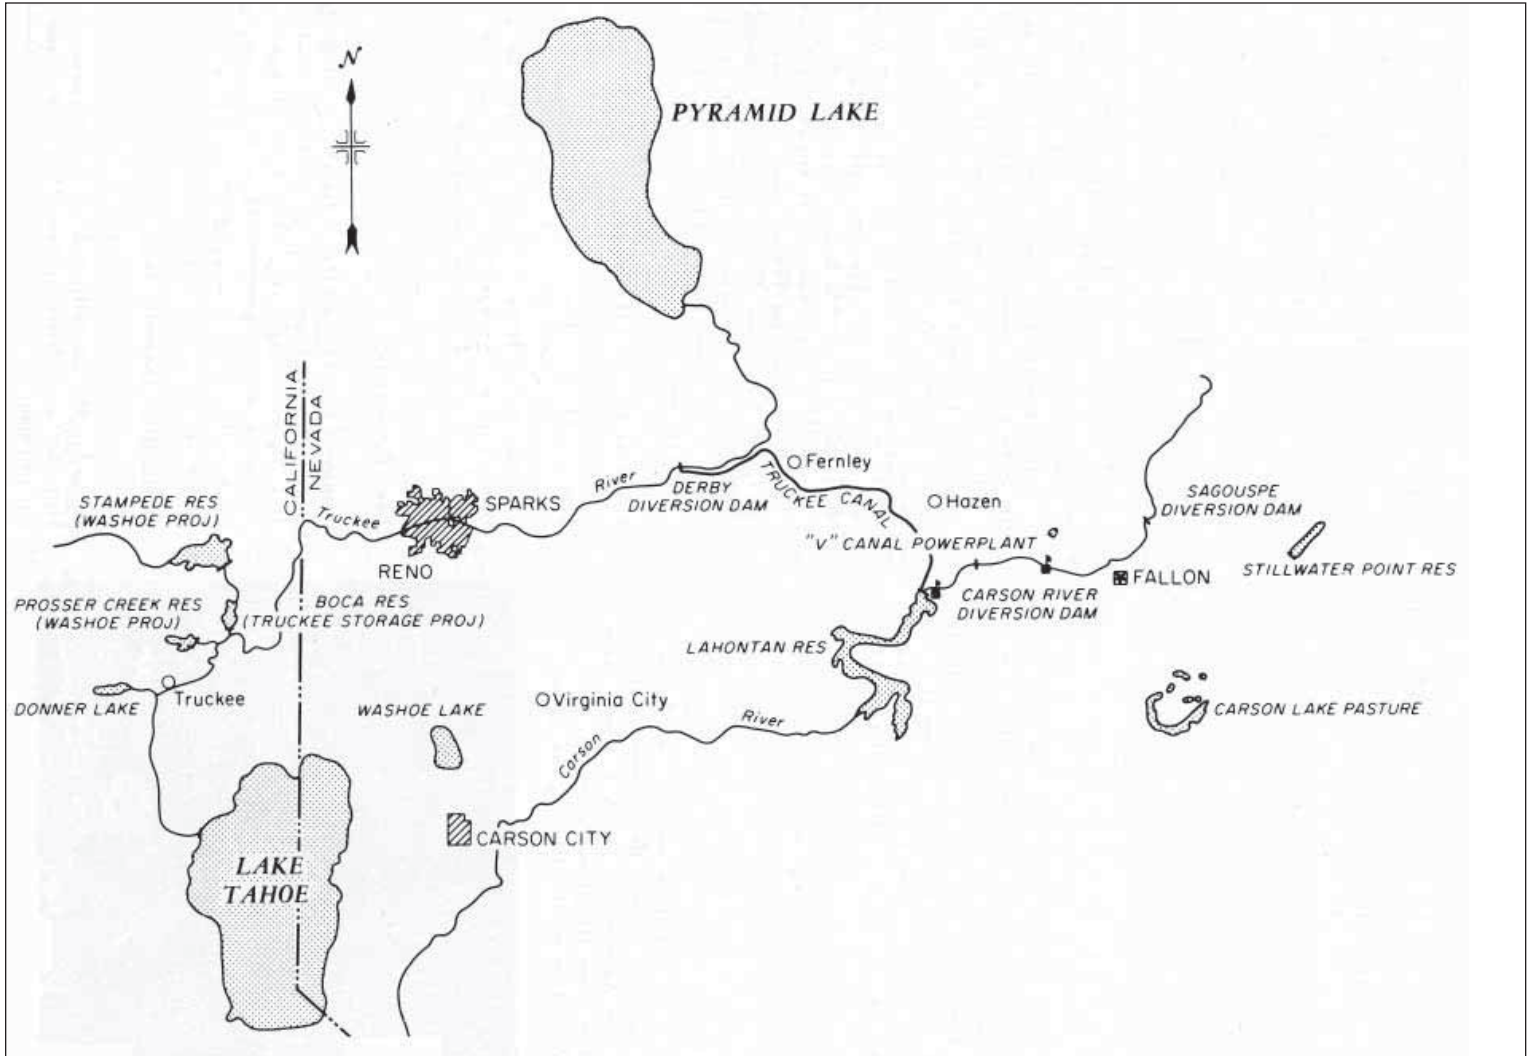 N
PYRAMID LAKE
CALIFORNIA
NEVADA
STAMPEDE RES
(WASHOE PROJ)
Truckee
SPARKS
RENO
River
DERBY
DIVERSION DAM
TRUCKEE CANAL
Fernley
Hazen
SAGOUSPE
DIVERSION DAM
"V" CANAL POWERPLANT
STILLWATER POINT RES
FALLON
CARSON RIVER
DIVERSION DAM
PROSSER CREEK RES
(WASHOE PROJ)
BOCA RES
(TRUCKEE STORAGE PROJ)
LAHONTAN RES
DONNER LAKE
Truckee
WASHOE LAKE
Virginia City
Carson
River
CARSON LAKE PASTURE
CARSON CITY
LAKE
TAHOE